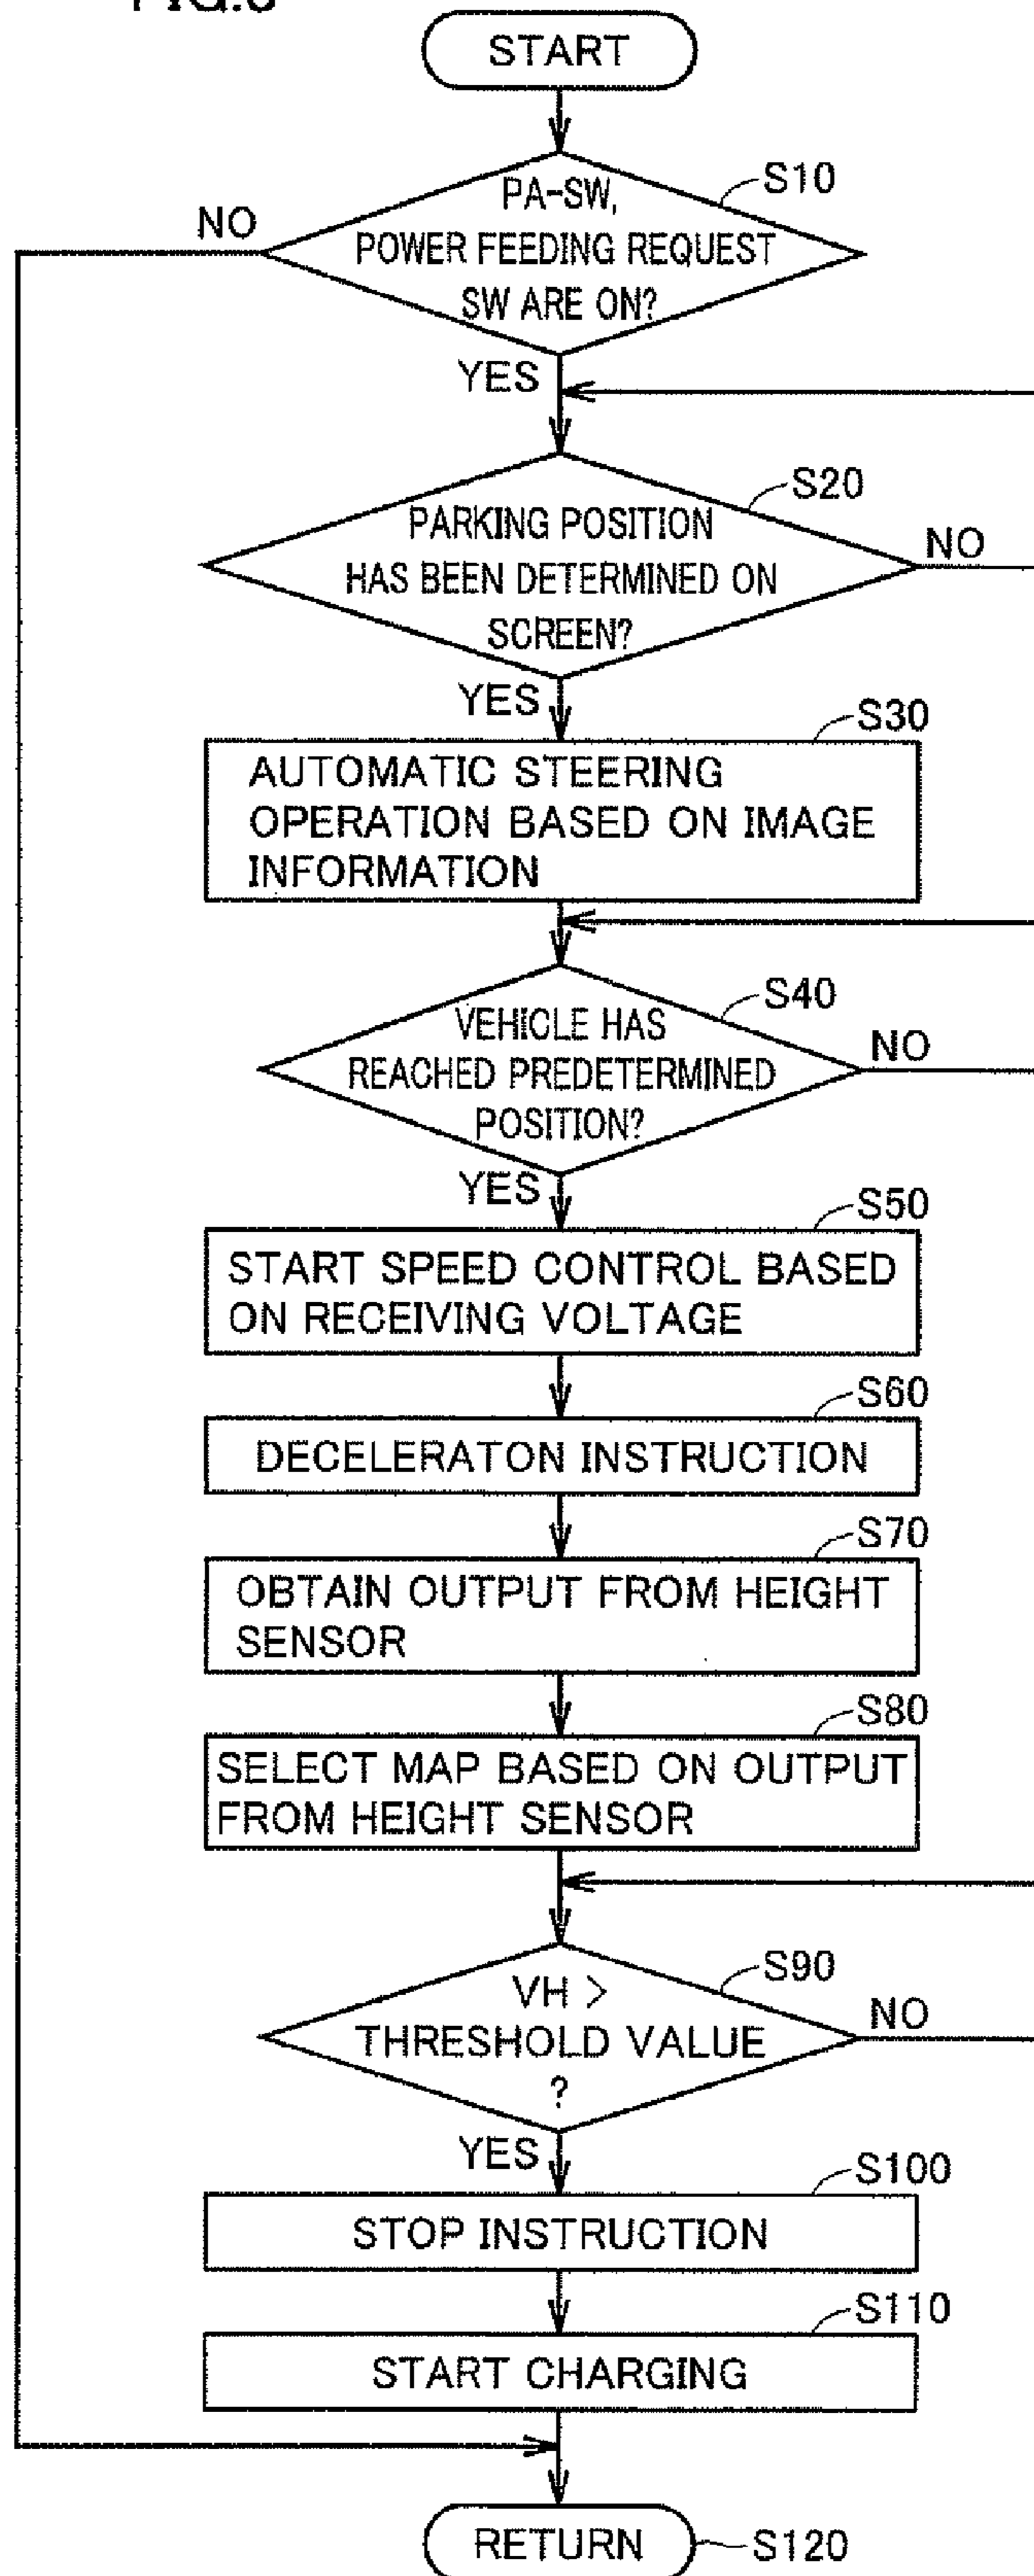 START
S10
PA-SW,
POWER FEEDING REQUEST
SW ARE ON?
NO
YES
S20
PARKING POSITION
HAS BEEN DETERMINED ON
SCREEN?
NO
YES
S30
AUTOMATIC STEERING
OPERATION BASED ON IMAGE
INFORMATION
S40
VEHICLE HAS
REACHED PREDETERMINED
POSITION?
NO
YES
S50
START SPEED CONTROL BASED
ON RECEIVING VOLTAGE
S60
DECELERATON INSTRUCTION
S70
OBTAIN OUTPUT FROM HEIGHT
SENSOR
S80
SELECT MAP BASED ON OUTPUT
FROM HEIGHT SENSOR
S90
VH >
THRESHOLD VALUE
?
NO
YES
S100
STOP INSTRUCTION
S110
START CHARGING
RETURN
S120